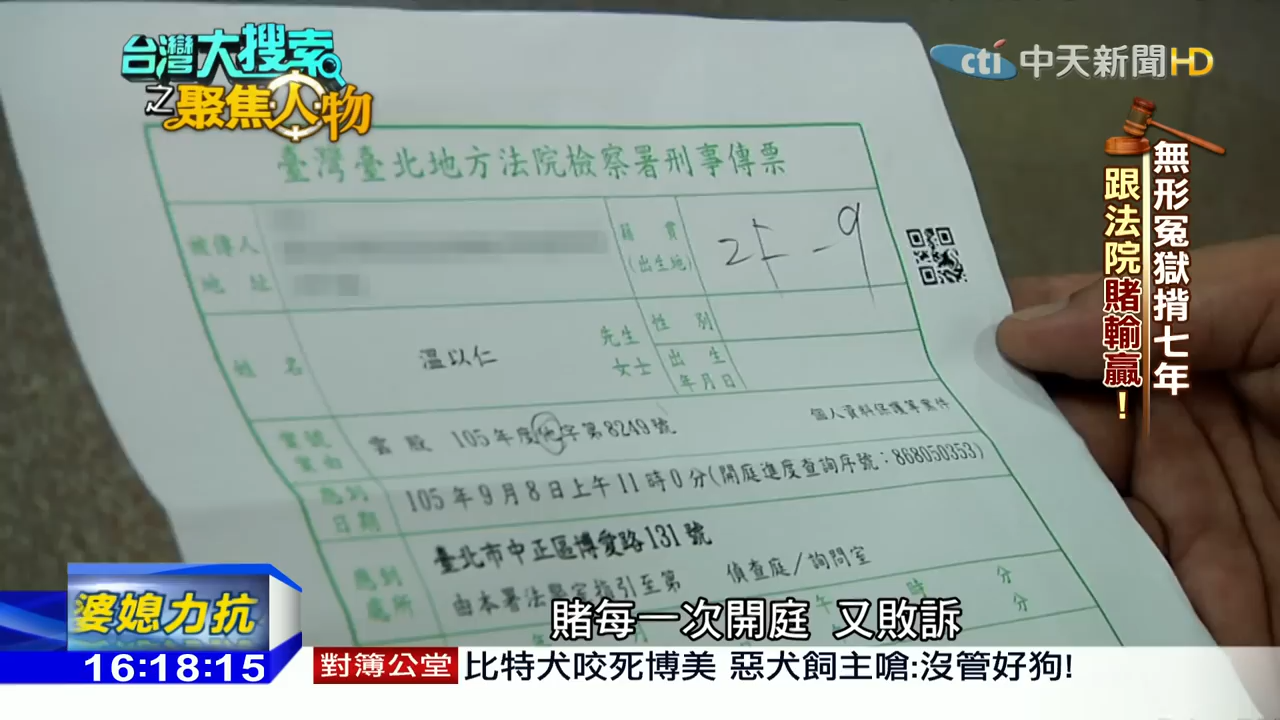 台灣大搜索
之聚焦人物
cti 中天新聞HD
無形冤獄揹七年
跟法院賭輸贏！
臺灣臺北地方法院檢察署刑事傳票
被傳人
地 址
籍 貫
(出生地)
姓 名
溫以仁
先生
女士
性 別
出 生
年月日
案號
案由
雲股 105年度他字第8249號
個人資料保護等案件
應到
日期
105年9月8日上午11時0分(開庭進度查詢序號：868050353)
應到
處所
臺北市中正區博愛路131號
由本署法警室指引至第 偵查庭/詢問室
午 時 分
分
賭每一次開庭 又敗訴
婆媳力抗
16:18:15
對簿公堂 比特犬咬死博美 惡犬飼主嗆:沒管好狗!